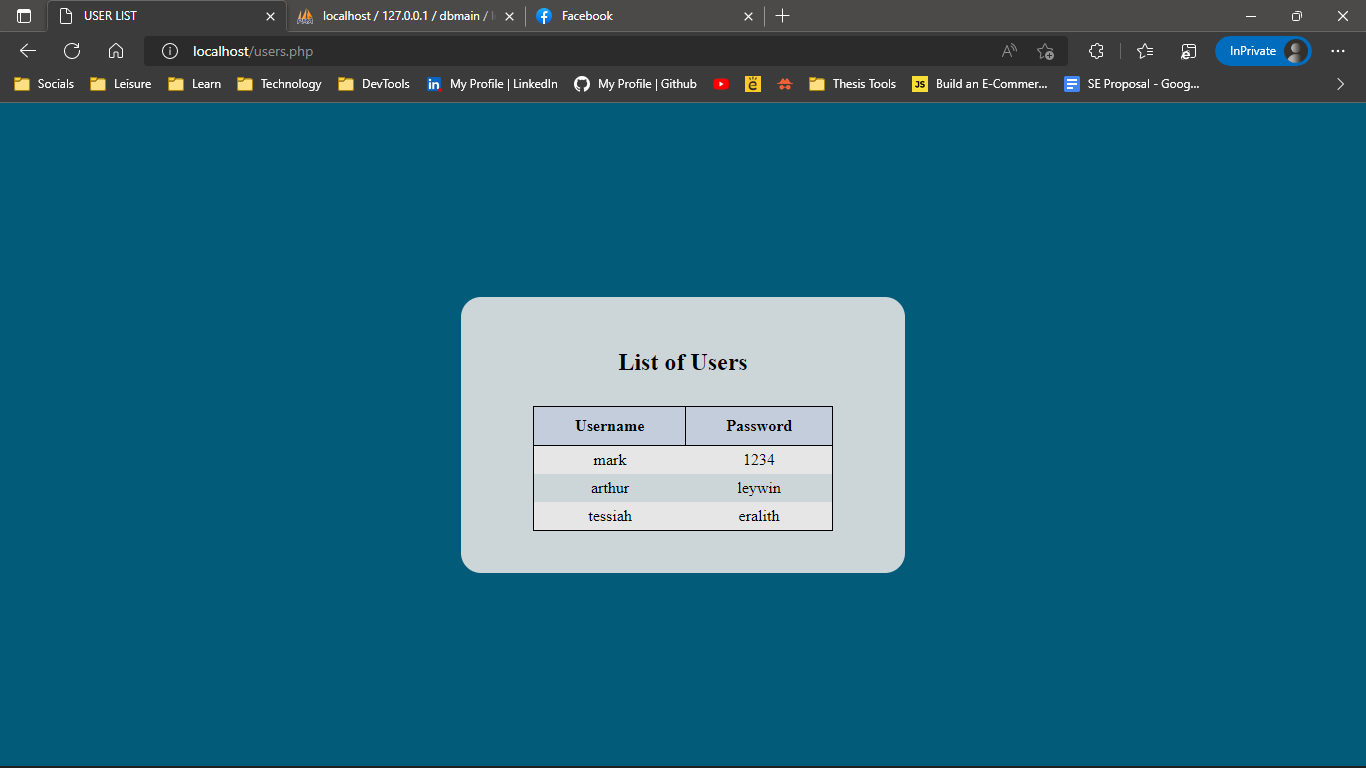 USER LIST
localhost / 127.0.0.1 / dbmain /
Facebook
localhost/users.php
InPrivate
Socials
Leisure
Learn
Technology
DevTools
My Profile | LinkedIn
My Profile | Github
Thesis Tools
JS
Build an E-Commer...
SE Proposal - Goog...
List of Users
Username Password
mark 1234
arthur leywin
tessiah eralith